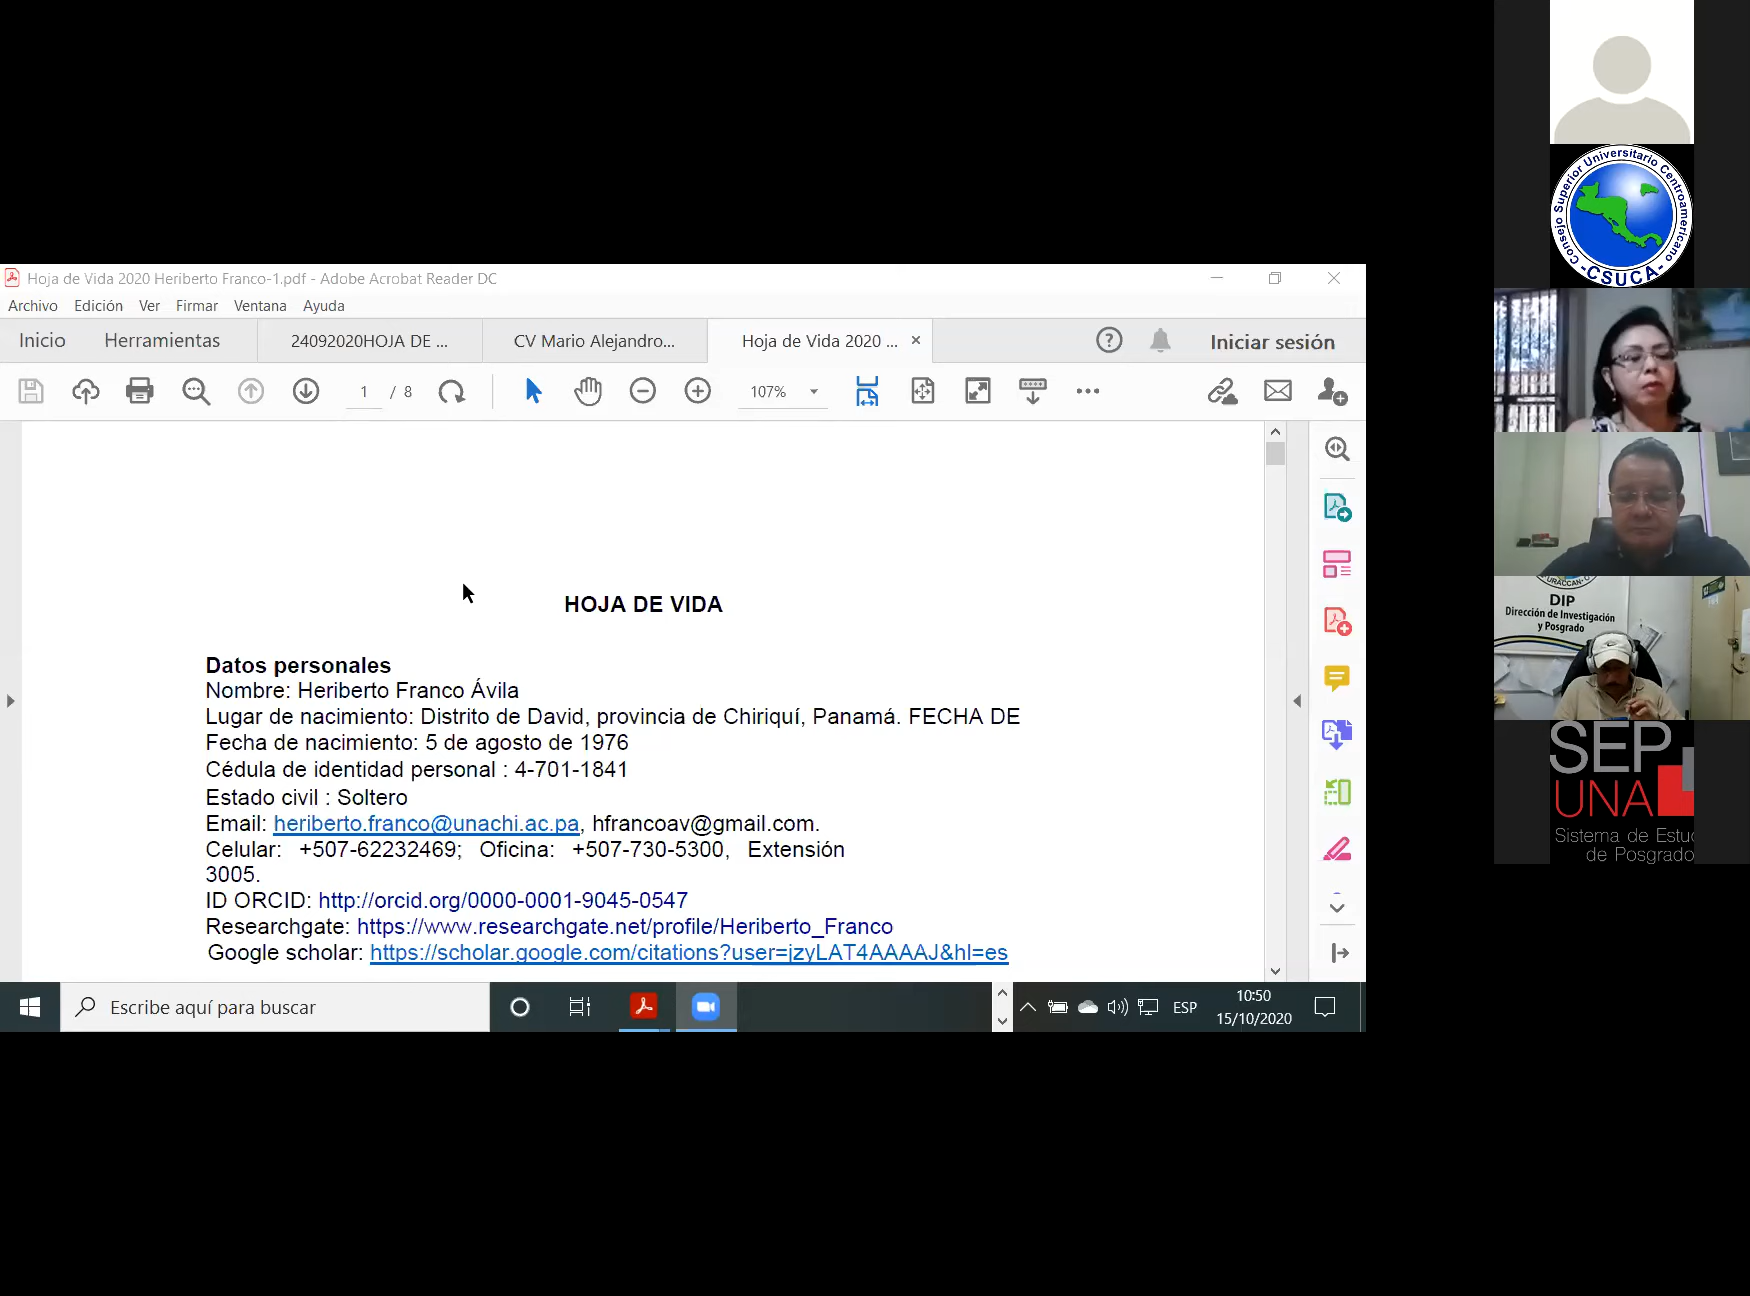 Hoja de Vida 2020 Heriberto Franco-1.pdf - Adobe Acrobat Reader DC
Archivo Edición Ver Firmar Ventana Ayuda
Inicio Herramientas 24092020HOJA DE ... CV Mario Alejandro... Hoja de Vida 2020 ... × Iniciar sesión
1 / 8 107%
HOJA DE VIDA
Datos personales
Nombre: Heriberto Franco Ávila
Lugar de nacimiento: Distrito de David, provincia de Chiriquí, Panamá. FECHA DE
Fecha de nacimiento: 5 de agosto de 1976
Cédula de identidad personal : 4-701-1841
Estado civil : Soltero
Email: heriberto.franco@unachi.ac.pa, hfrancoav@gmail.com.
Celular: +507-62232469; Oficina: +507-730-5300, Extensión
3005.
ID ORCID: http://orcid.org/0000-0001-9045-0547
Researchgate: https://www.researchgate.net/profile/Heriberto_Franco
Google scholar: https://scholar.google.com/citations?user=jzyLAT4AAAAJ&hl=es
Escribe aquí para buscar
ESP
10:50
15/10/2020
Consejo Superior Universitario Centroamericano
-CSUCA-
URACCAN
DIP
Dirección de Investigación
y Posgrado
SEP
UNA
Sistema de Estu
de Posgrado